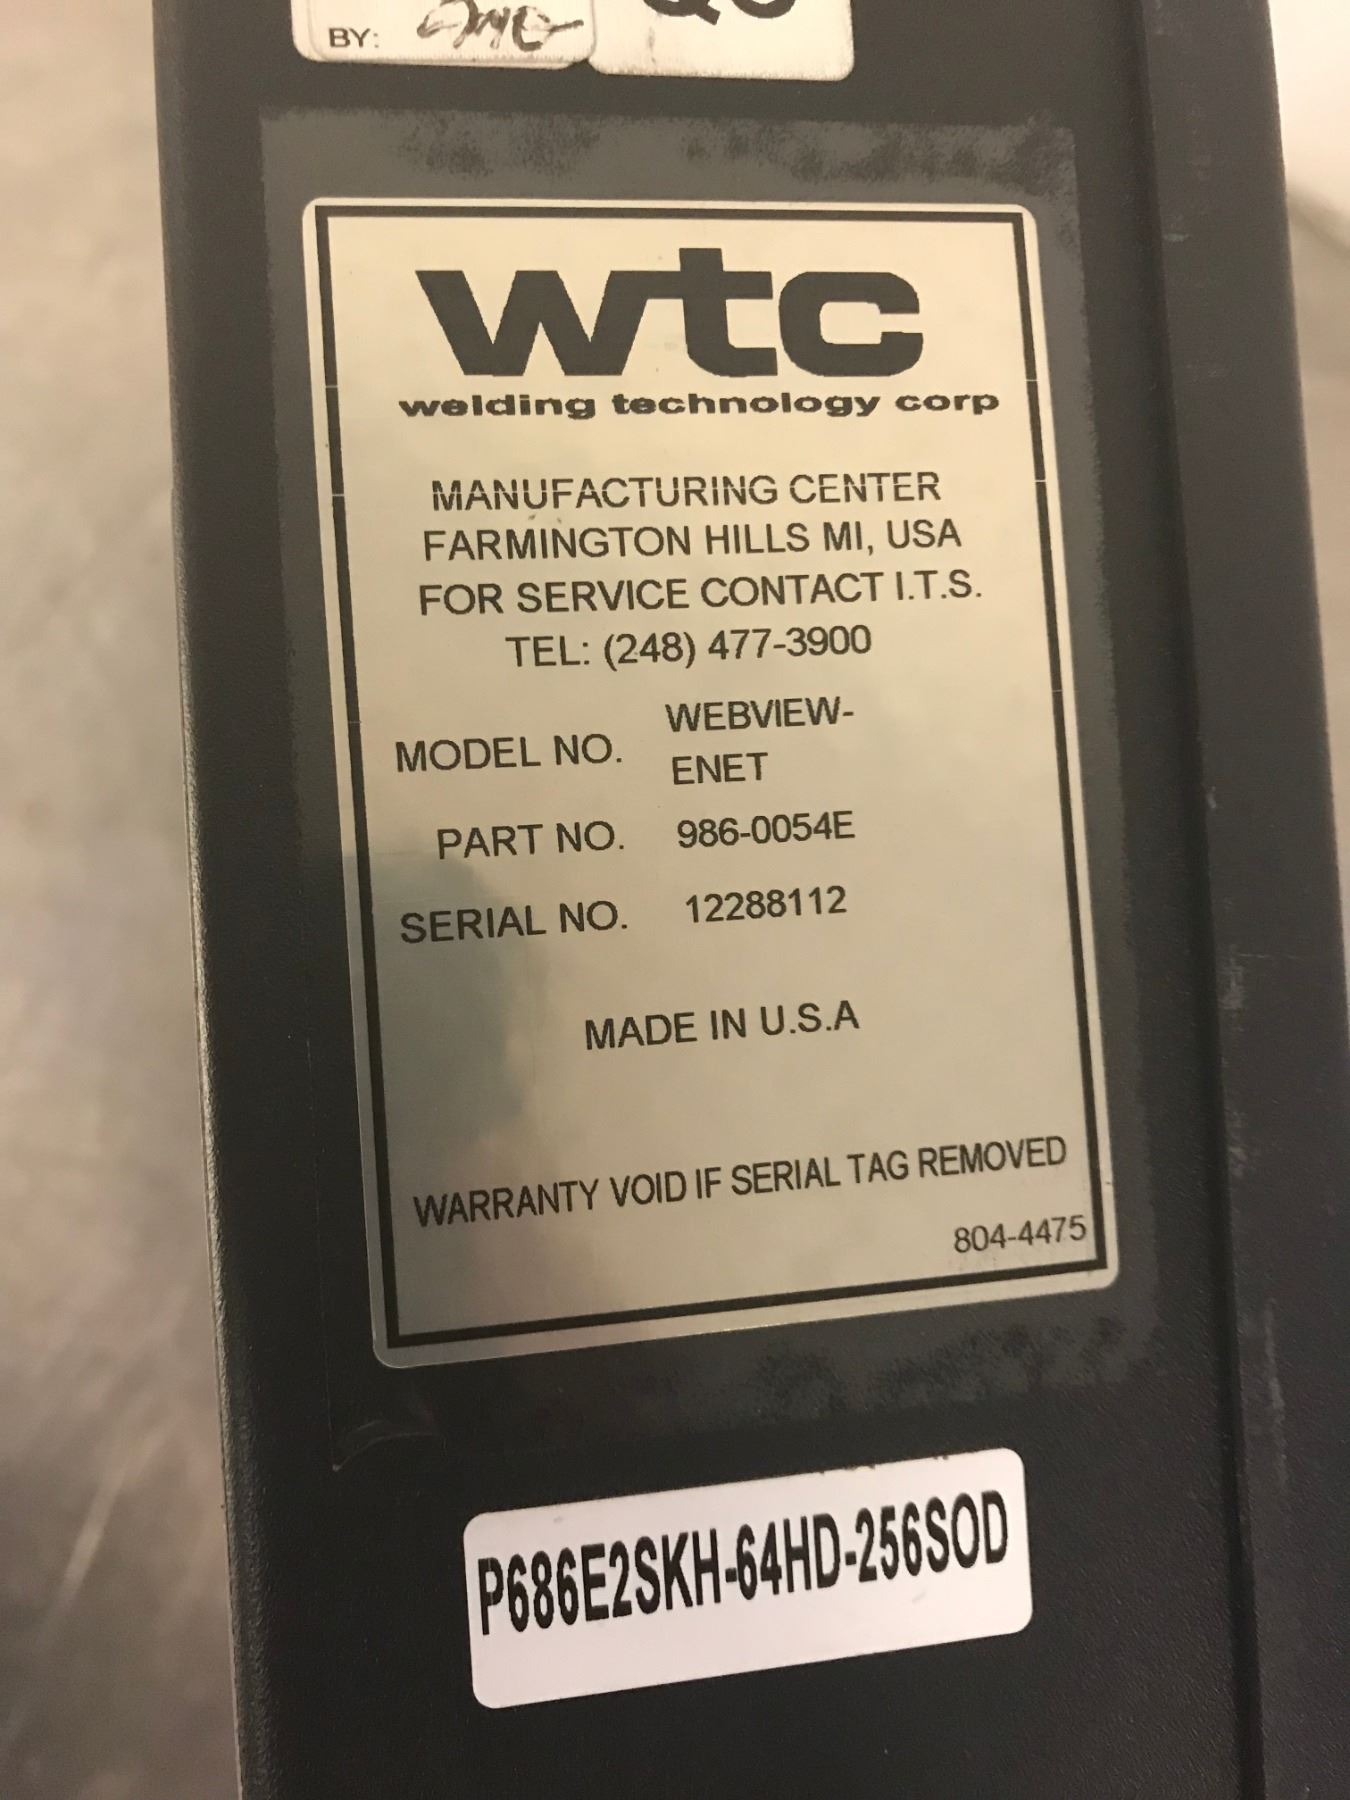 BY:
wtc
welding technology corp
MANUFACTURING CENTER
FARMINGTON HILLS MI, USA
FOR SERVICE CONTACT I.T.S.
TEL: (248) 477-3900
MODEL NO. WEBVIEW-
ENET
PART NO. 986-0054E
SERIAL NO. 12288112
MADE IN U.S.A
WARRANTY VOID IF SERIAL TAG REMOVED
804-4475
P686E2SKH-64HD-256SOD